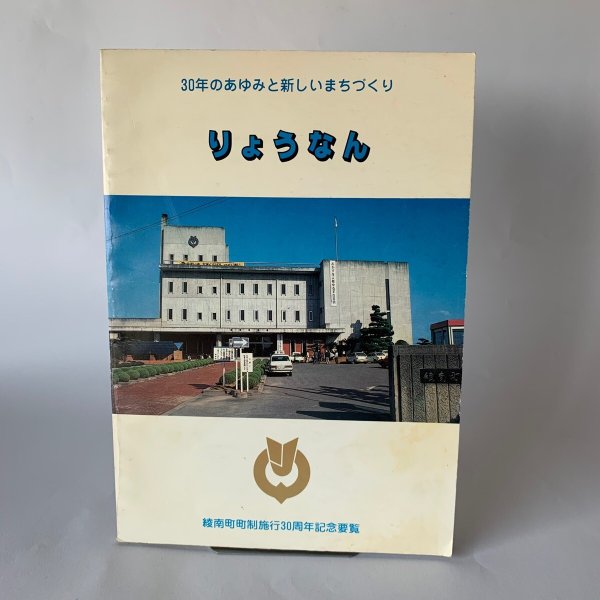 30年のあゆみと新しいまちづくり
りょうなん
綾南町町制施行30周年記念要覧